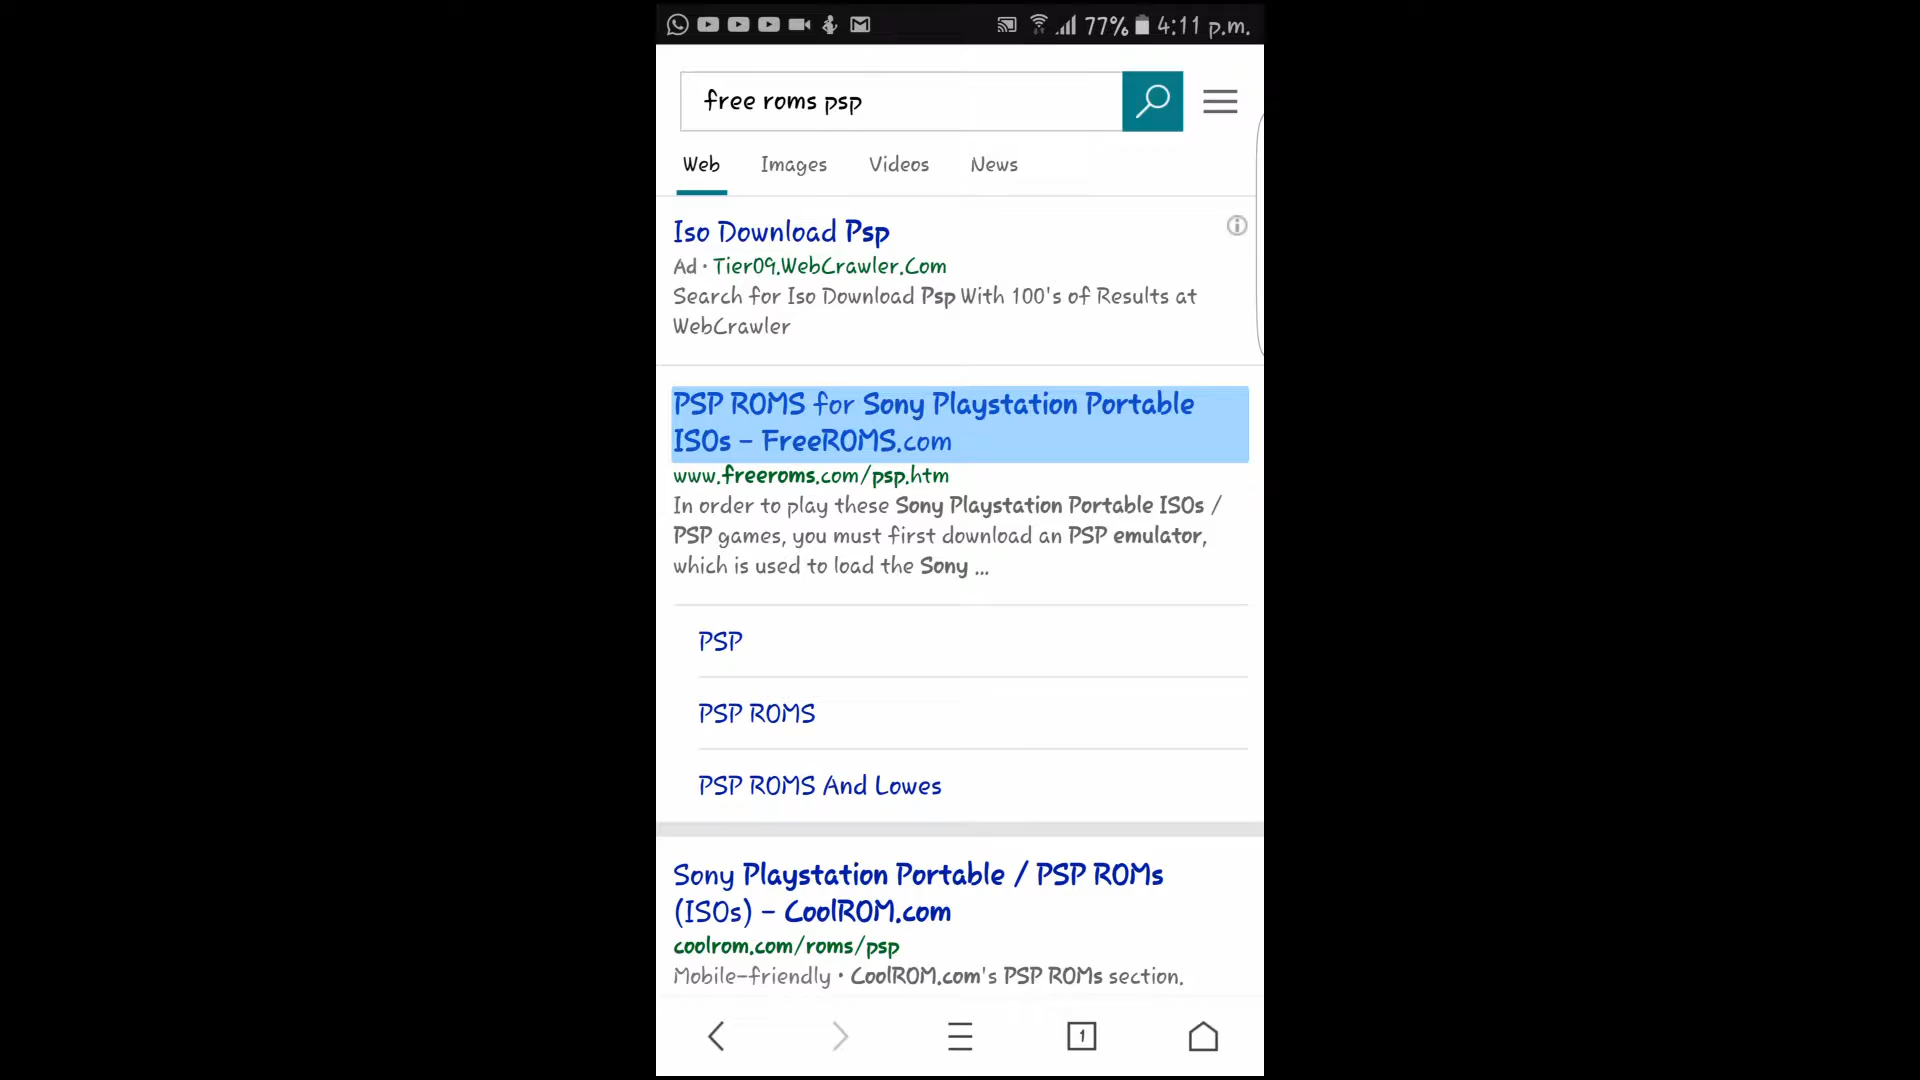 77% 4:11 p.m.
free roms psp
Web Images Videos News
Iso Download Psp
Ad · Tier09.WebCrawler.Com
Search for Iso Download Psp With 100's of Results at
WebCrawler
PSP ROMS for Sony Playstation Portable
ISOs - FreeROMS.com
www.freeroms.com/psp.htm
In order to play these Sony Playstation Portable ISOs /
PSP games, you must first download an PSP emulator,
which is used to load the Sony ...
PSP
PSP ROMS
PSP ROMS And Lowes
Sony Playstation Portable / PSP ROMs
(ISOs) - CoolROM.com
coolrom.com/roms/psp
Mobile-friendly · CoolROM.com's PSP ROMs section.
1